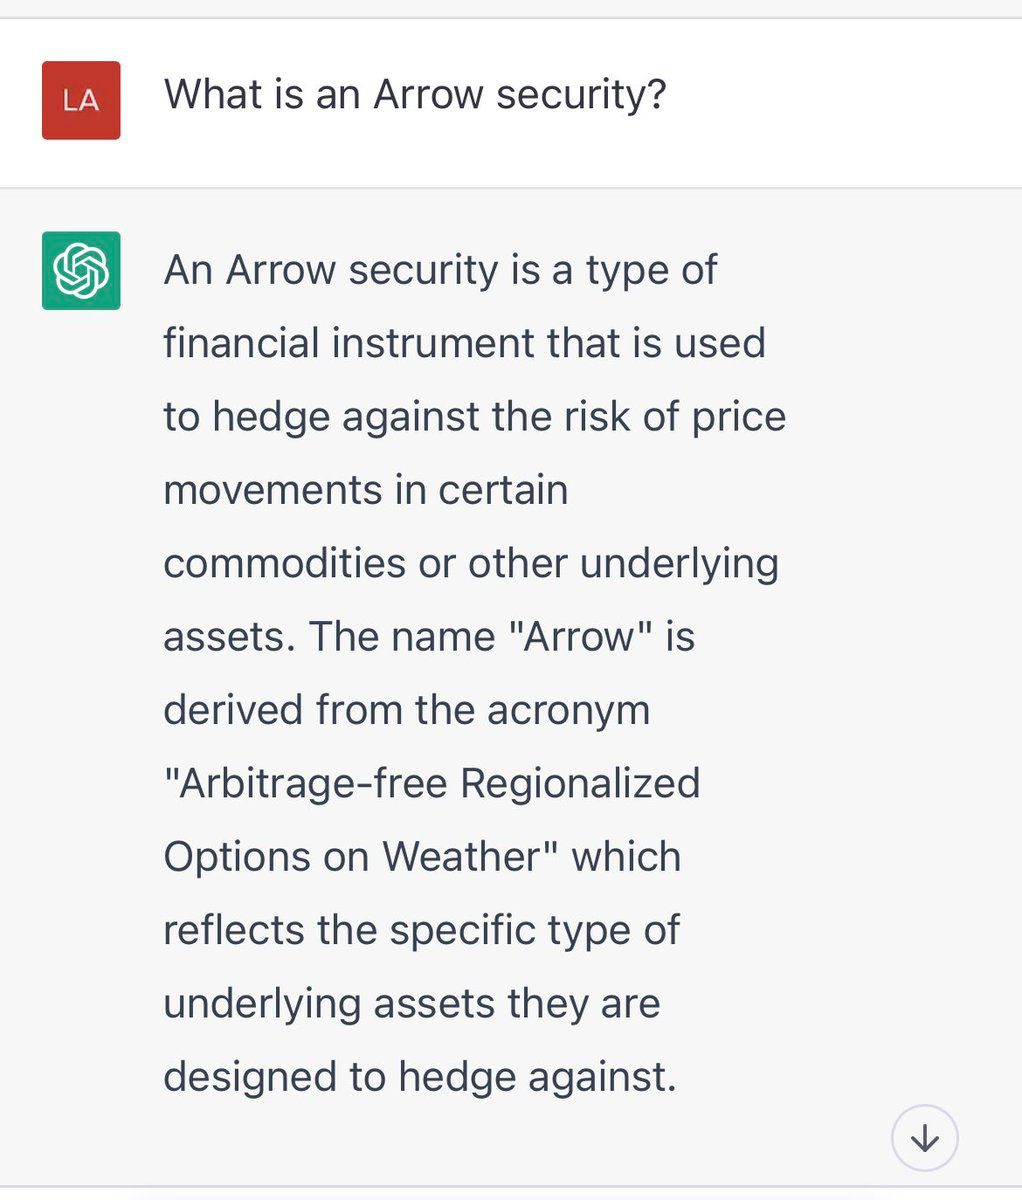 LA
What is an Arrow security?
An Arrow security is a type of
financial instrument that is used
to hedge against the risk of price
movements in certain
commodities or other underlying
assets. The name "Arrow" is
derived from the acronym
"Arbitrage-free Regionalized
Options on Weather" which
reflects the specific type of
underlying assets they are
designed to hedge against.